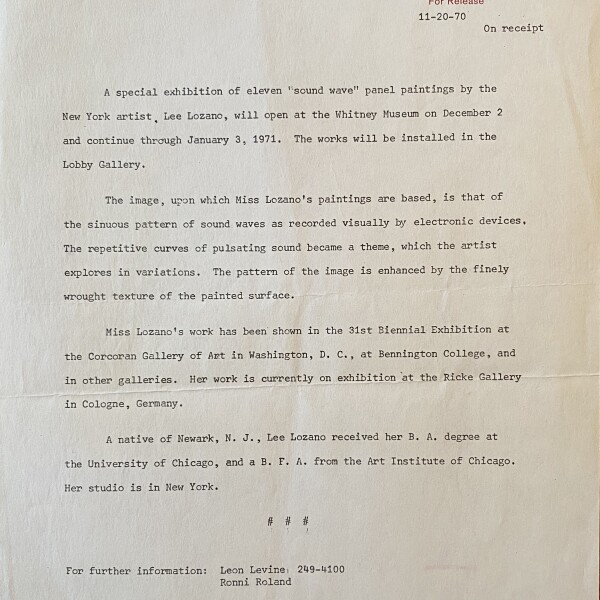 For Release
11-20-70
On receipt
A special exhibition of eleven "sound wave" panel paintings by the
New York artist, Lee Lozano, will open at the Whitney Museum on December 2
and continue through January 3, 1971. The works will be installed in the
Lobby Gallery.
The image, upon which Miss Lozano's paintings are based, is that of
the sinuous pattern of sound waves as recorded visually by electronic devices.
The repetitive curves of pulsating sound became a theme, which the artist
explores in variations. The pattern of the image is enhanced by the finely
wrought texture of the painted surface.
Miss Lozano's work has been shown in the 31st Biennial Exhibition at
the Corcoran Gallery of Art in Washington, D. C., at Bennington College, and
in other galleries. Her work is currently on exhibition at the Ricke Gallery
in Cologne, Germany.
A native of Newark, N. J., Lee Lozano received her B. A. degree at
the University of Chicago, and a B. F. A. from the Art Institute of Chicago.
Her studio is in New York.
# # #
For further information: Leon Levine: 249-4100
Ronni Roland